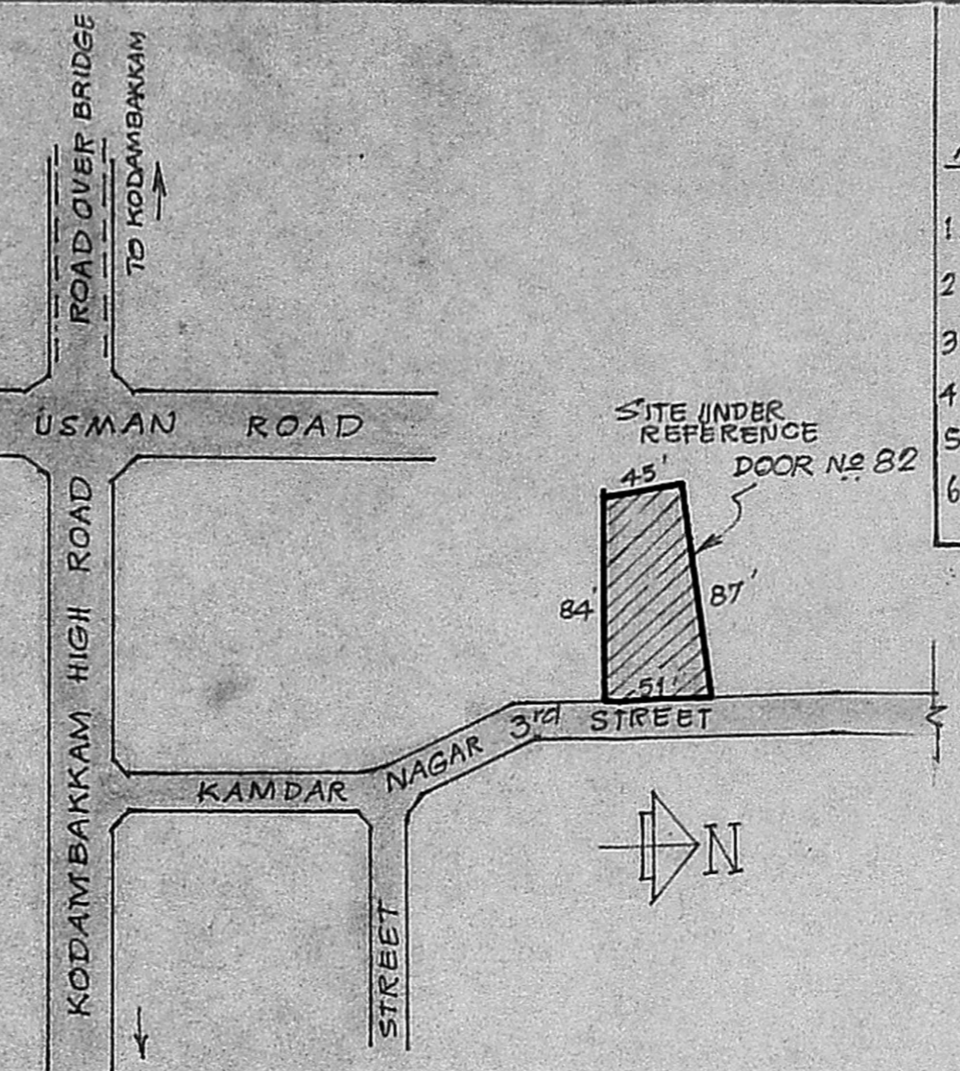 ROAD OVER BRIDGE
TO KODAMBAKKAM
USMAN ROAD
KODAMBAKKAM HIGH ROAD
SITE UNDER
REFERENCE
DOOR No 82
45'
84'
87'
51'
KAMDAR NAGAR 3rd STREET
STREET
N
1
2
3
4
5
6